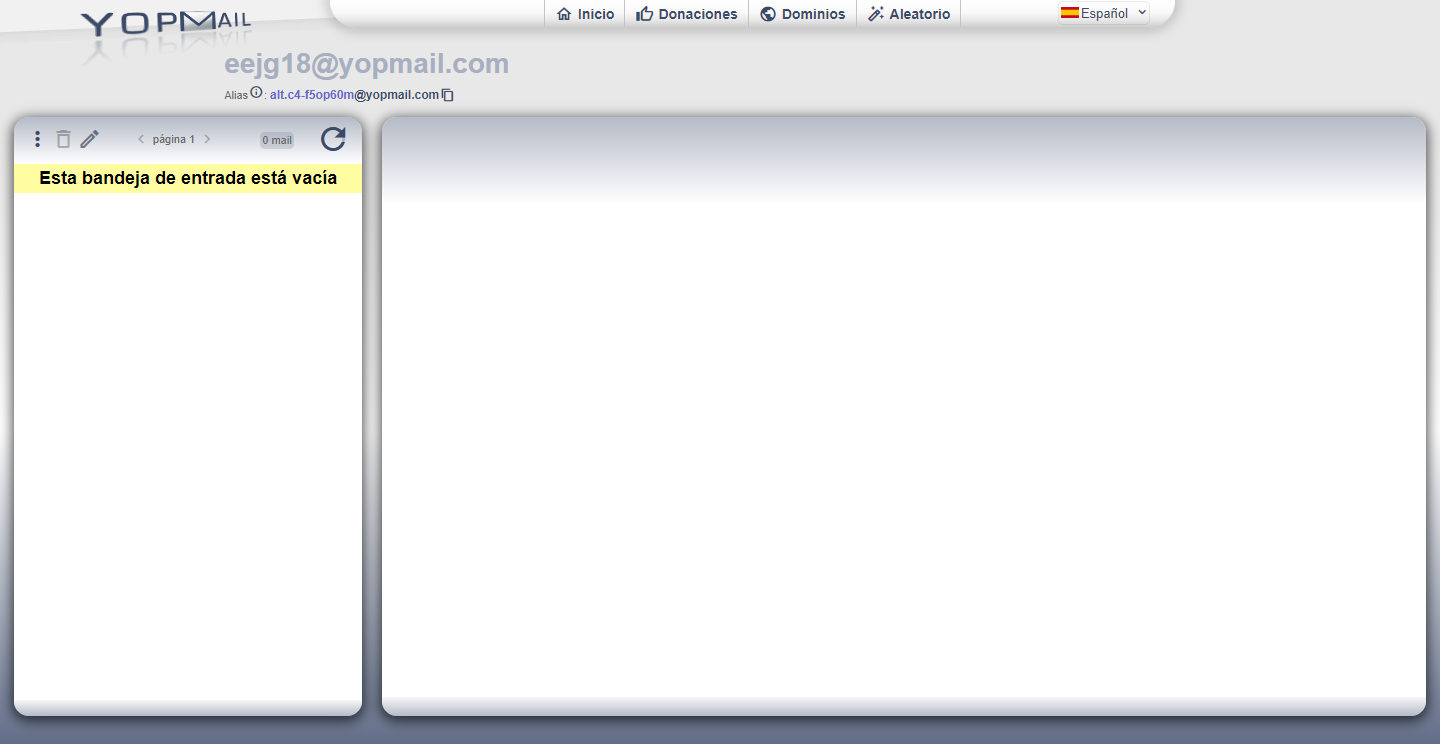 YOPMAIL
Inicio Donaciones Dominios Aleatorio Español
eejg18@yopmail.com
Alias : alt.c4-f5op60m@yopmail.com
página 1 0 mail
Esta bandeja de entrada está vacía